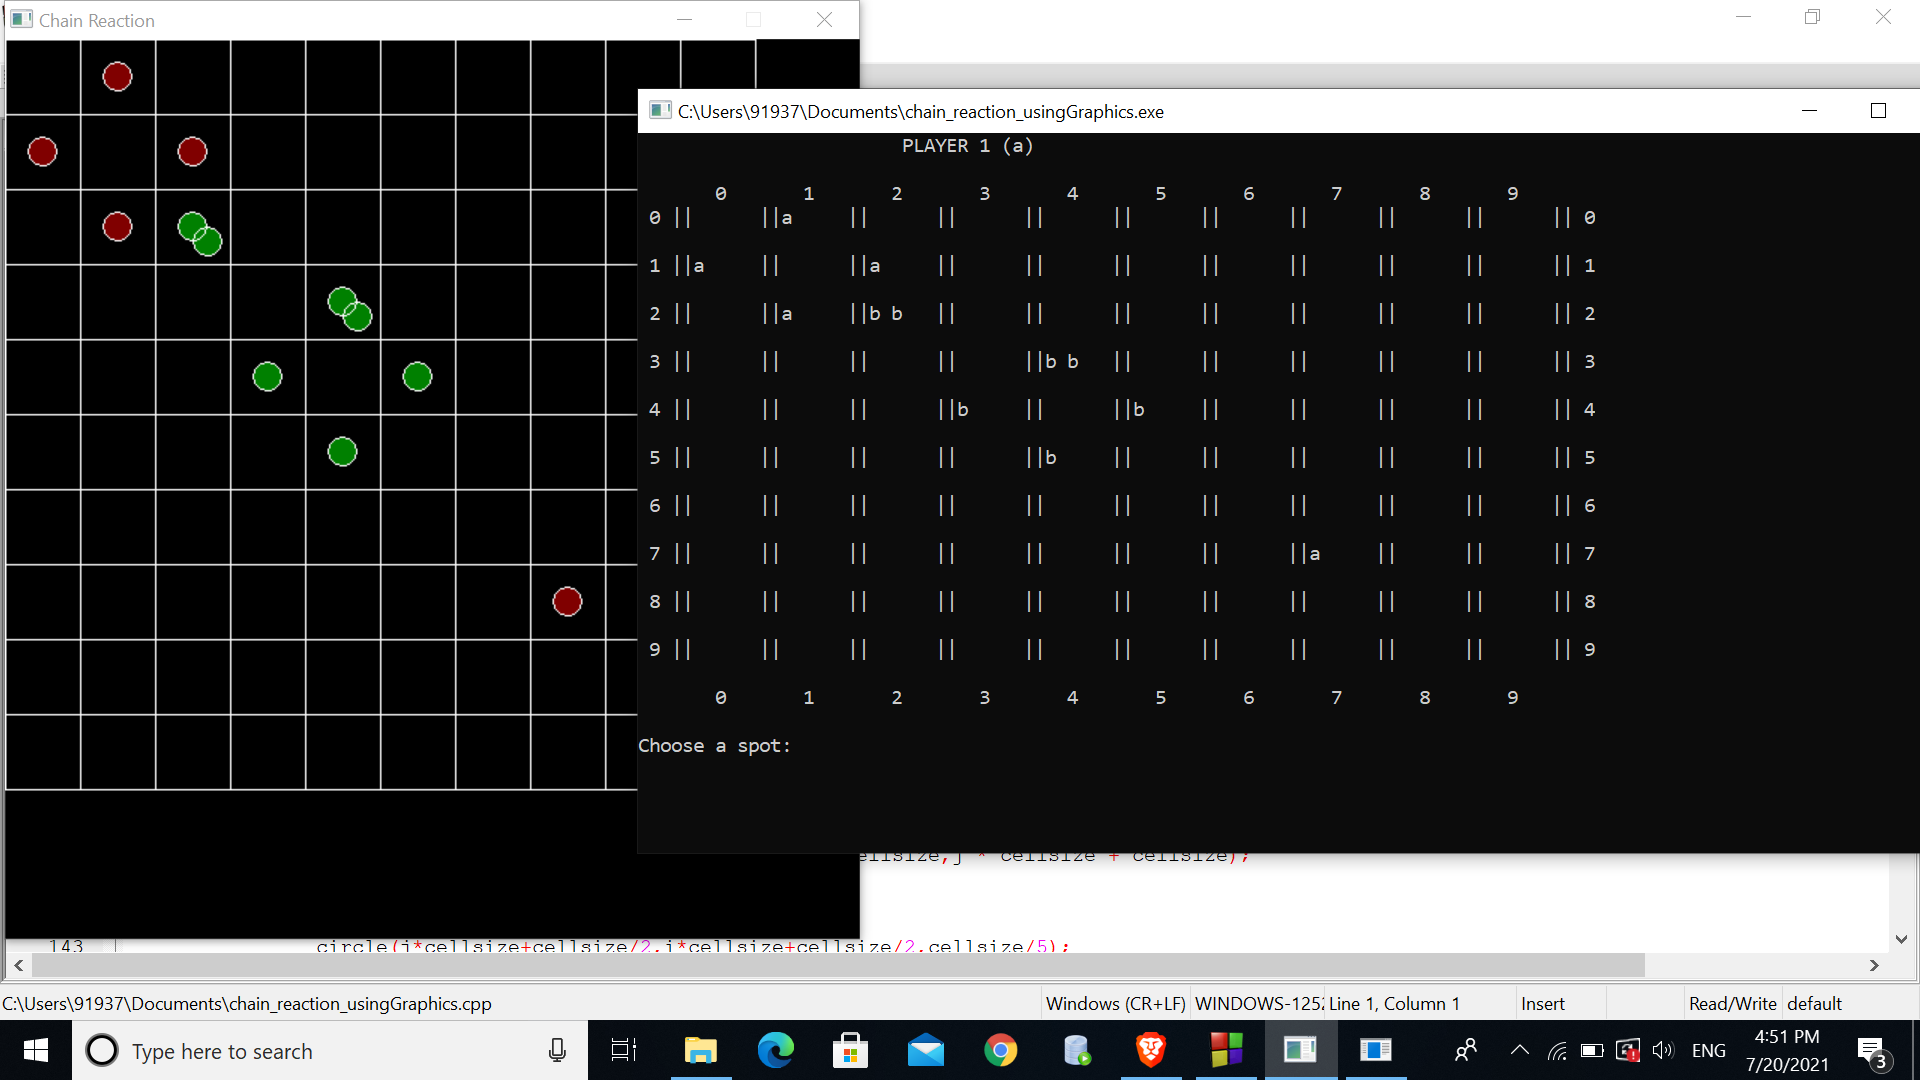 Chain Reaction
C:\Users\91937\Documents\chain_reaction_usingGraphics.exe
PLAYER 1 (a)
0 1 2 3 4 5 6 7 8 9
0 || ||a || || || || || || || || || 0
1 ||a || ||a || || || || || || || || 1
2 || ||a ||b b || || || || || || || || 2
3 || || || || ||b b || || || || || || 3
4 || || || ||b || ||b || || || || || 4
5 || || || || ||b || || || || || || 5
6 || || || || || || || || || || || 6
7 || || || || || || || ||a || || || 7
8 || || || || || || || || || || || 8
9 || || || || || || || || || || || 9
0 1 2 3 4 5 6 7 8 9
Choose a spot:
cellsize,j * cellsize + cellsize);
143 circle(i*cellsize+cellsize/2,i*cellsize+cellsize/2,cellsize/5);
C:\Users\91937\Documents\chain_reaction_usingGraphics.cpp Windows (CR+LF) WINDOWS-1252 Line 1, Column 1 Insert Read/Write default
Type here to search ENG 4:51 PM
7/20/2021 3